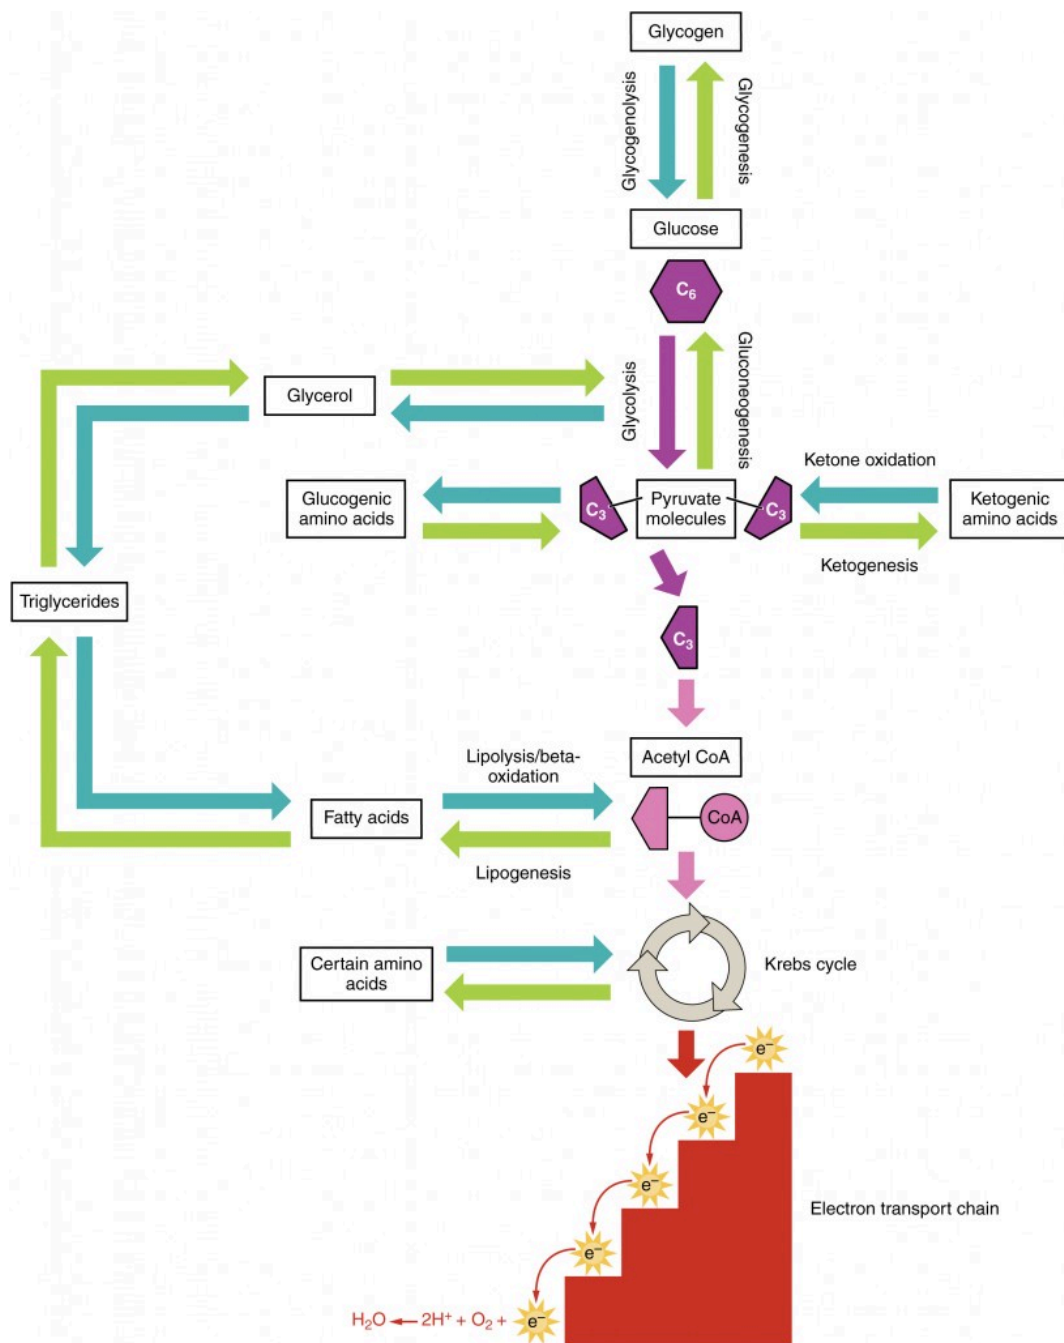 Glycogen
Glycogenolysis
Glycogenesis
Glucose
C₆
Glycolysis
Gluconeogenesis
Glycerol
Ketone oxidation
Glucogenic
amino acids
C₃
Pyruvate
molecules
C₃
Ketogenic
amino acids
Ketogenesis
Triglycerides
C₃
Acetyl CoA
Lipolysis/beta-
oxidation
Fatty acids
CoA
Lipogenesis
Certain amino
acids
Krebs cycle
e⁻
e⁻
e⁻
Electron transport chain
e⁻
H₂O ← 2H⁺ + O₂ + e⁻